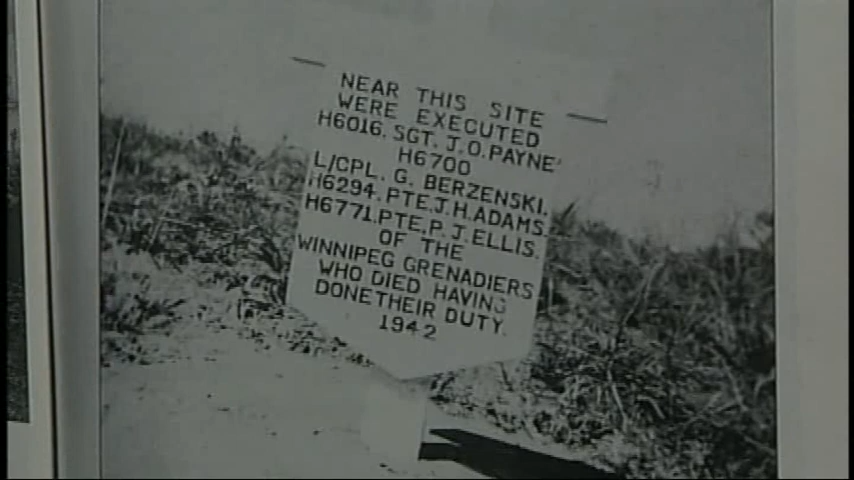 NEAR THIS SITE
WERE EXECUTED
H6016. SGT. J.O. PAYNE
H6700
L/CPL. G. BERZENSKI.
H6294. PTE. J.H. ADAMS.
H6771. PTE. P.J. ELLIS.
OF THE
WINNIPEG GRENADIERS
WHO DIED HAVING
DONE THEIR DUTY.
1942